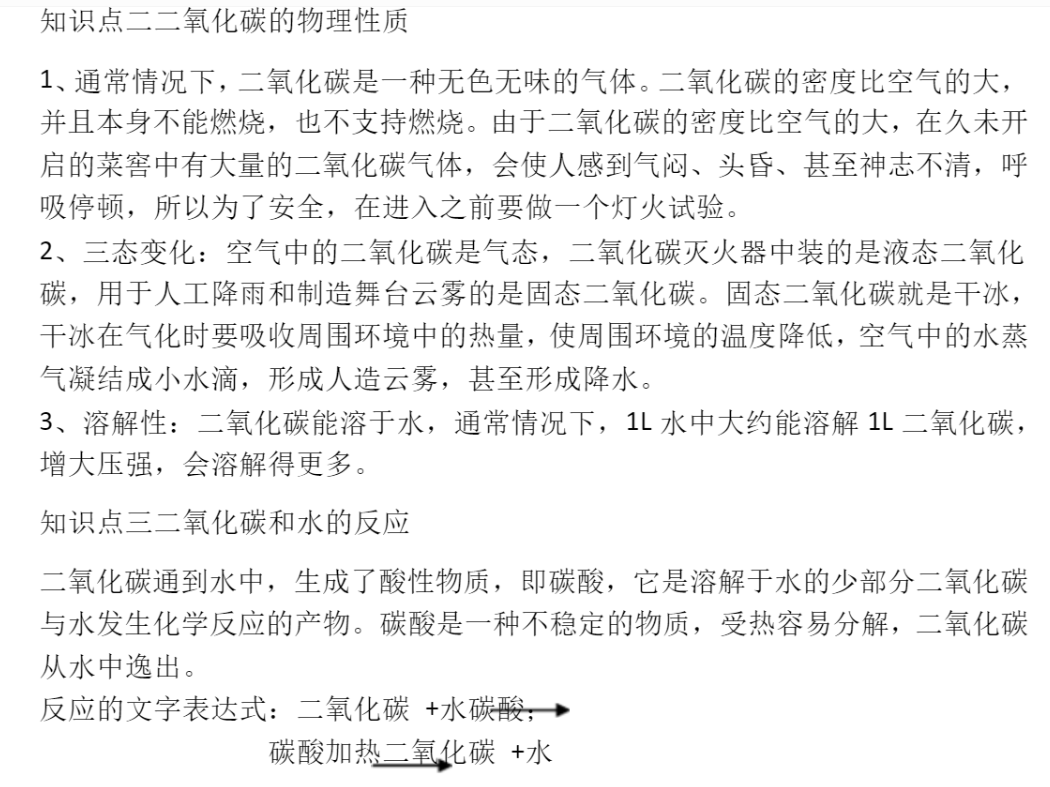 知识点二二氧化碳的物理性质
1、通常情况下，二氧化碳是一种无色无味的气体。二氧化碳的密度比空气的大，
并且本身不能燃烧，也不支持燃烧。由于二氧化碳的密度比空气的大，在久未开
启的菜窖中有大量的二氧化碳气体，会使人感到气闷、头昏、甚至神志不清，呼
吸停顿，所以为了安全，在进入之前要做一个灯火试验。
2、三态变化：空气中的二氧化碳是气态，二氧化碳灭火器中装的是液态二氧化
碳，用于人工降雨和制造舞台云雾的是固态二氧化碳。固态二氧化碳就是干冰，
干冰在气化时要吸收周围环境中的热量，使周围环境的温度降低，空气中的水蒸
气凝结成小水滴，形成人造云雾，甚至形成降水。
3、溶解性：二氧化碳能溶于水，通常情况下，1L 水中大约能溶解 1L 二氧化碳，
增大压强，会溶解得更多。
知识点三二氧化碳和水的反应
二氧化碳通到水中，生成了酸性物质，即碳酸，它是溶解于水的少部分二氧化碳
与水发生化学反应的产物。碳酸是一种不稳定的物质，受热容易分解，二氧化碳
从水中逸出。
反应的文字表达式：二氧化碳 +水碳酸；
碳酸加热二氧化碳 +水